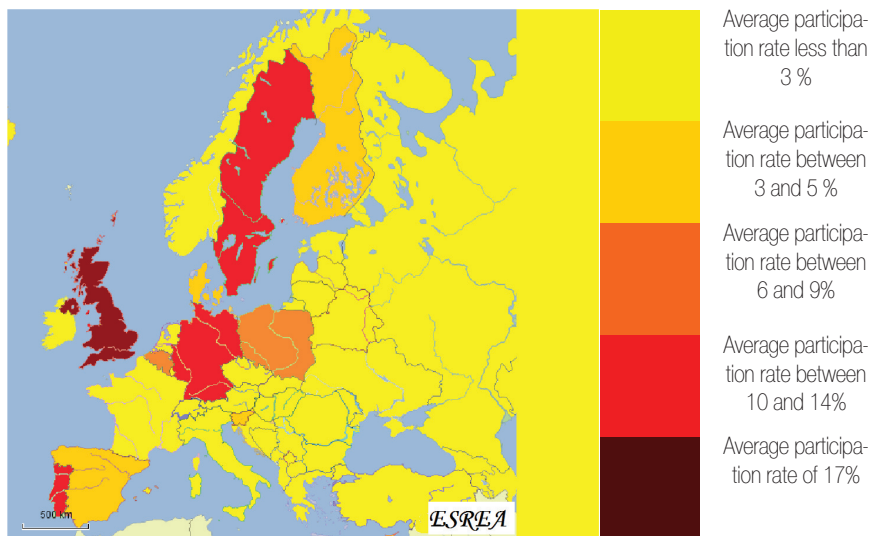 Average participa-
tion rate less than
3 %
Average participa-
tion rate between
3 and 5 %
Average participa-
tion rate between
6 and 9%
Average participa-
tion rate between
10 and 14%
Average participa-
tion rate of 17%
500 km
ESREA